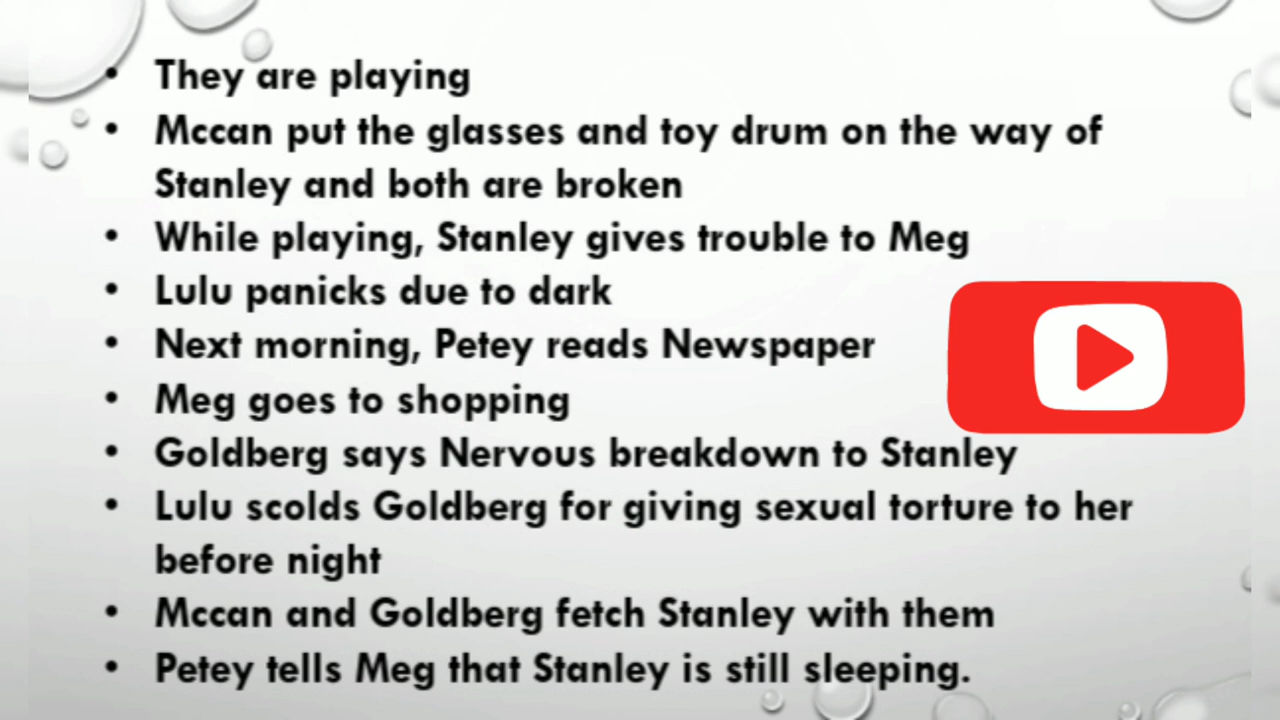 • They are playing
• Mccan put the glasses and toy drum on the way of
Stanley and both are broken
• While playing, Stanley gives trouble to Meg
• Lulu panicks due to dark
• Next morning, Petey reads Newspaper
• Meg goes to shopping
• Goldberg says Nervous breakdown to Stanley
• Lulu scolds Goldberg for giving sexual torture to her
before night
• Mccan and Goldberg fetch Stanley with them
• Petey tells Meg that Stanley is still sleeping.